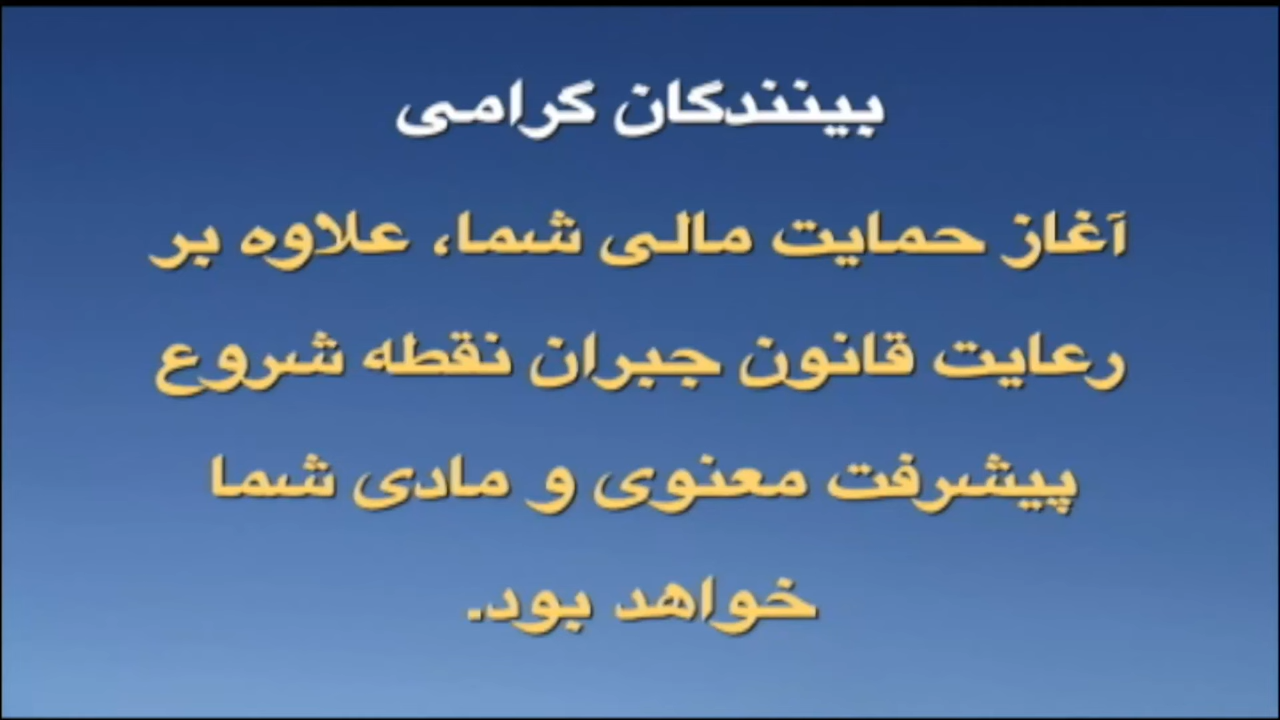 بینندگان گرامی
آغاز حمایت مالی شما، علاوه بر
رعایت قانون جبران نقطه شروع
پیشرفت معنوی و مادی شما
خواهد بود.